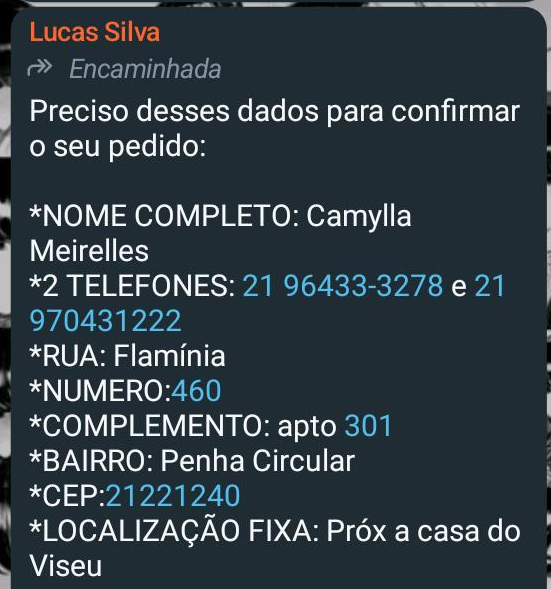 Lucas Silva
Encaminhada
Preciso desses dados para confirmar
o seu pedido:
*NOME COMPLETO: Camylla
Meirelles
*2 TELEFONES: 21 96433-3278 e 21
970431222
*RUA: Flamínia
*NUMERO:460
*COMPLEMENTO: apto 301
*BAIRRO: Penha Circular
*CEP:21221240
*LOCALIZAÇÃO FIXA: Próx a casa do
Viseu